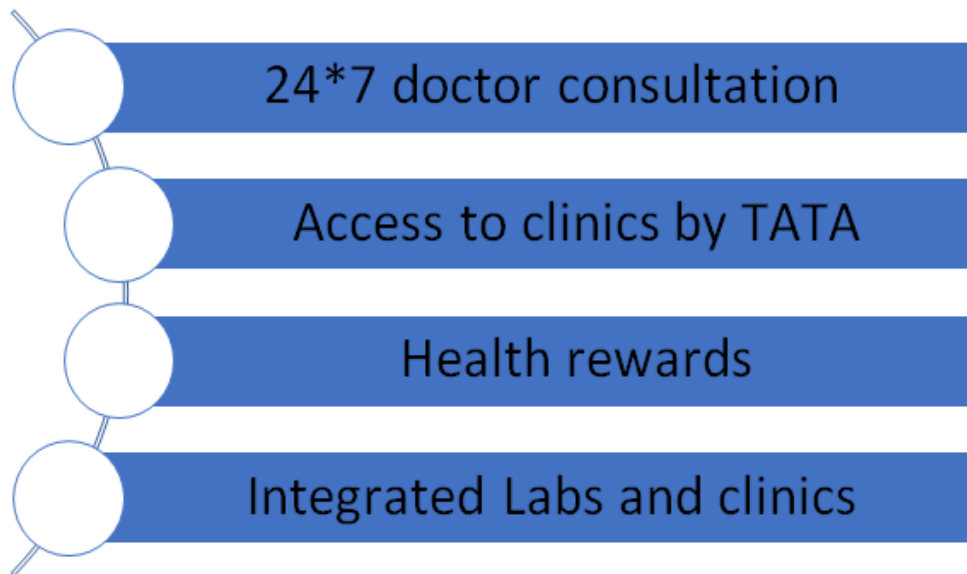 24*7 doctor consultation
Access to clinics by TATA
Health rewards
Integrated Labs and clinics